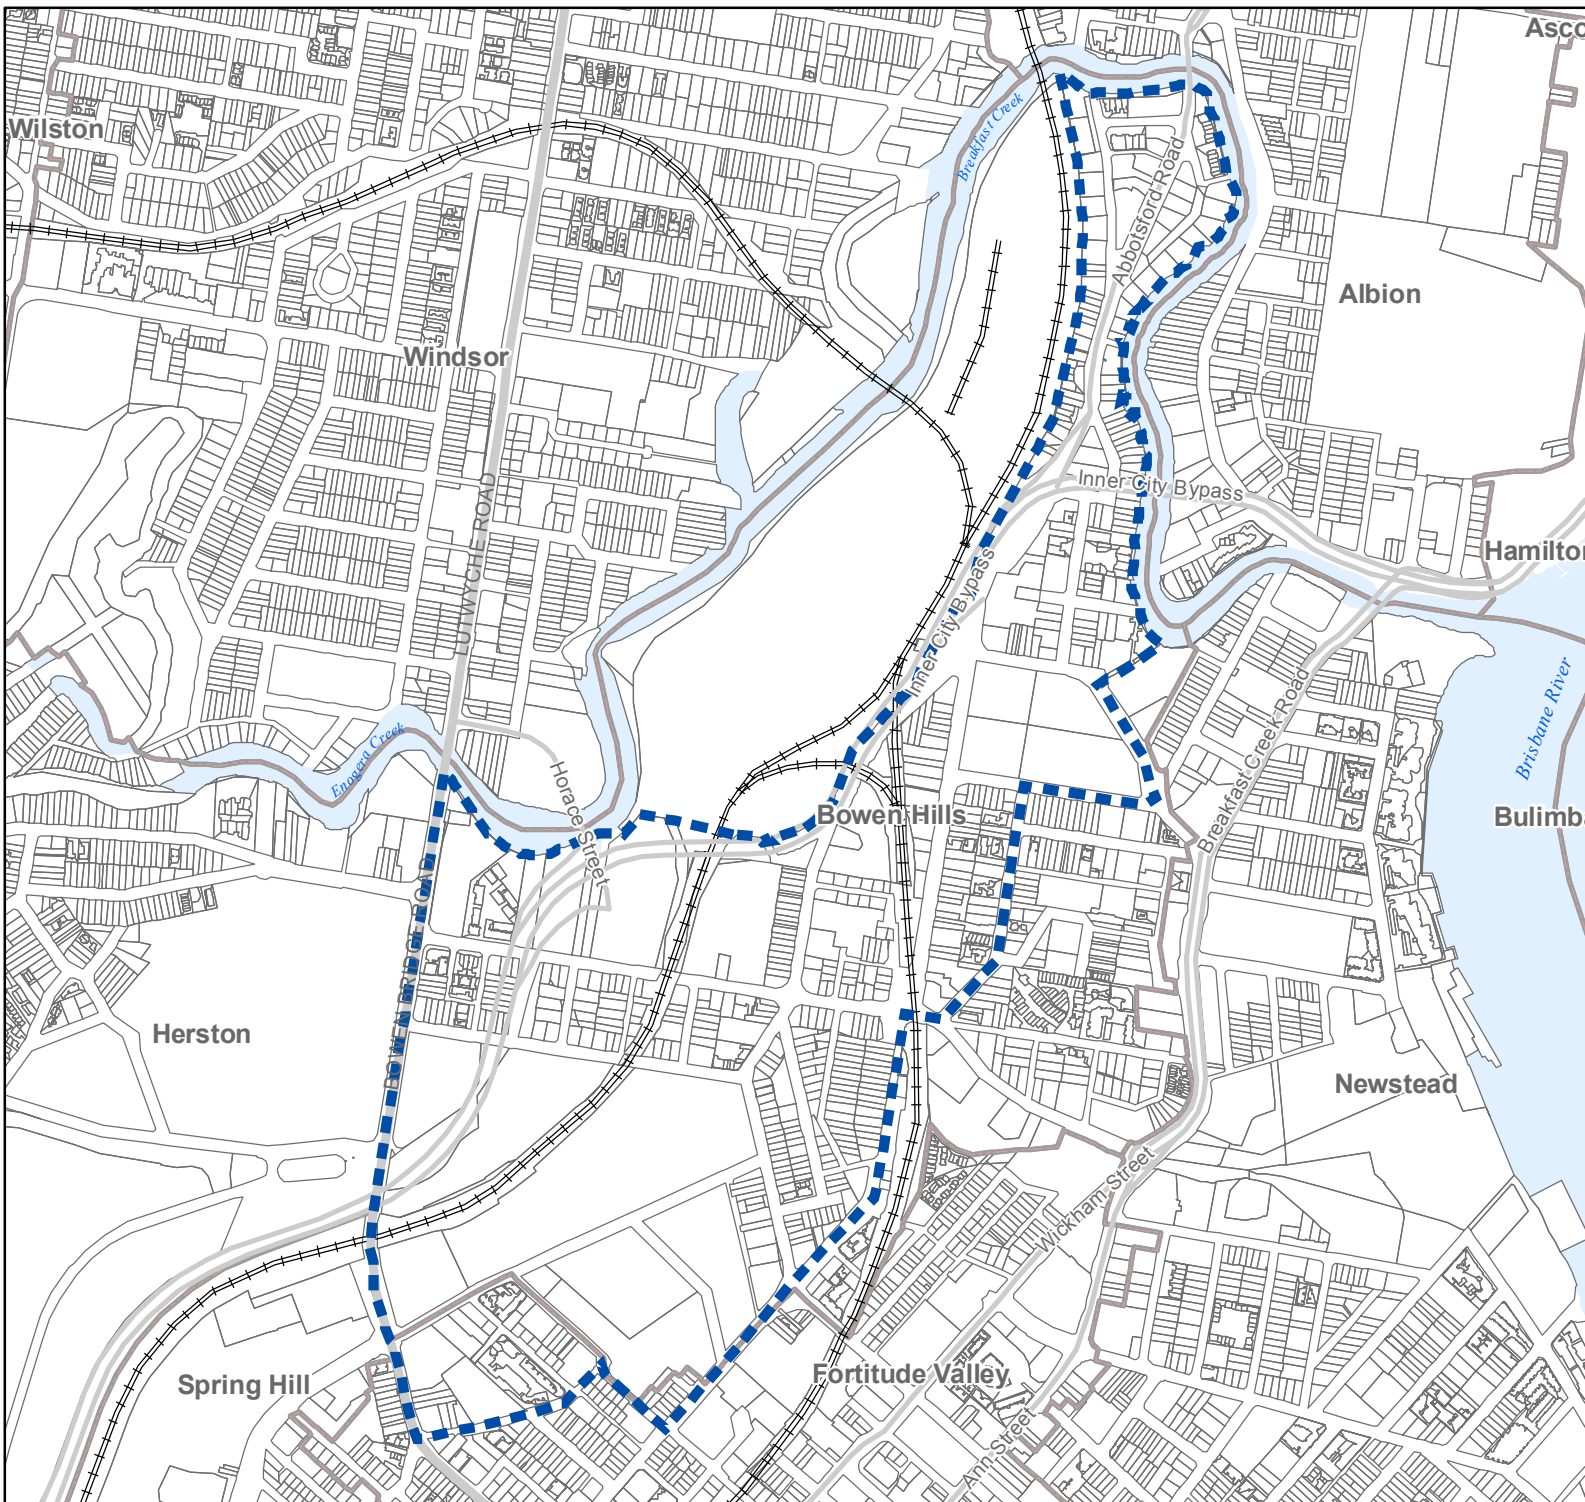 Asco
Breakfast Creek
Wilston
Abbotsford Road
Albion
Windsor
Inner City Bypass
LUTWYCHE ROAD
Hamilton
Inner City Bypass
Brisbane River
Breakfast Creek Road
Enogera Creek
Horace Street
Bowen Hills
Bulimba
BOWEN BRIDGE ROAD
Herston
Newstead
Wickham Street
Spring Hill
Fortitude Valley
Ann Street